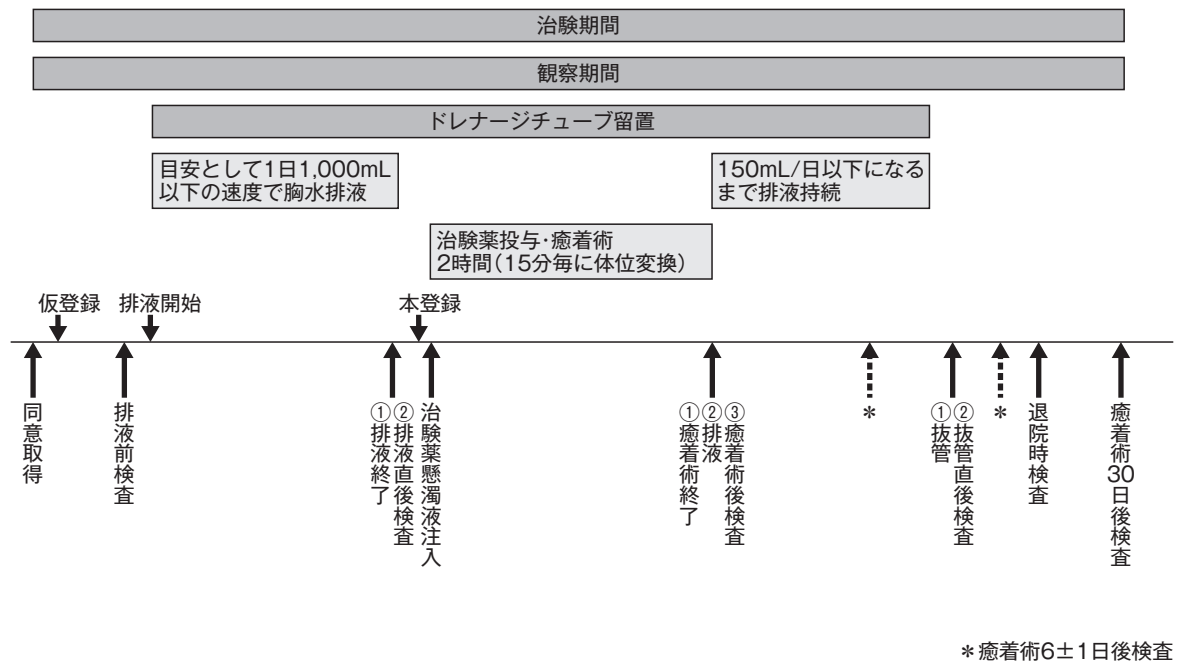 治験期間
観察期間
ドレナージチューブ留置
目安として1日1,000mL
以下の速度で胸水排液
150mL/日以下になる
まで排液持続
治験薬投与・癒着術
2時間(15分毎に体位変換)
仮登録
排液開始
本登録
同意取得
排液前検査
①排液終了
②排液直後検査
治験薬懸濁液注入
①癒着術終了
②排液
③癒着術後検査
*
①抜管
②抜管直後検査
*
退院時検査
癒着術30日後検査
*癒着術6±1日後検査